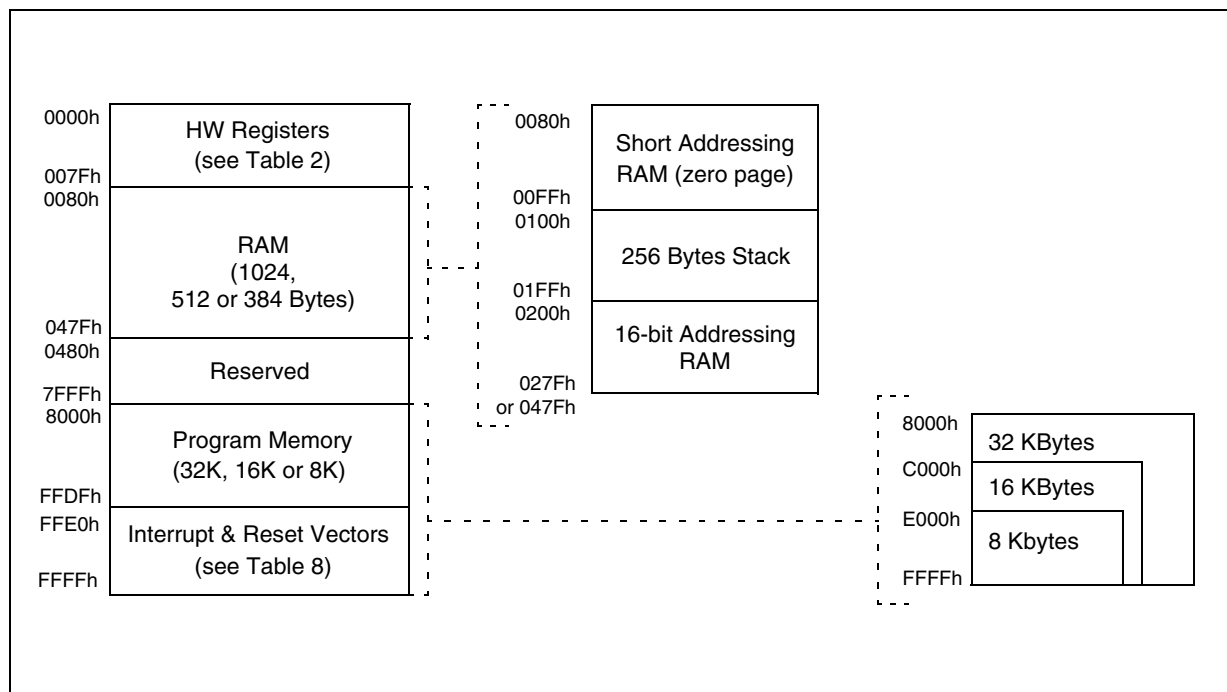 0000h
HW Registers
(see Table 2)
007Fh
0080h
RAM
(1024,
512 or 384 Bytes)
047Fh
0480h
Reserved
7FFFh
8000h
Program Memory
(32K, 16K or 8K)
FFDFh
FFE0h
Interrupt & Reset Vectors
(see Table 8)
FFFFh
0080h
Short Addressing
RAM (zero page)
00FFh
0100h
256 Bytes Stack
01FFh
0200h
16-bit Addressing
RAM
027Fh
or 047Fh
8000h
32 KBytes
C000h
16 KBytes
E000h
8 Kbytes
FFFFh